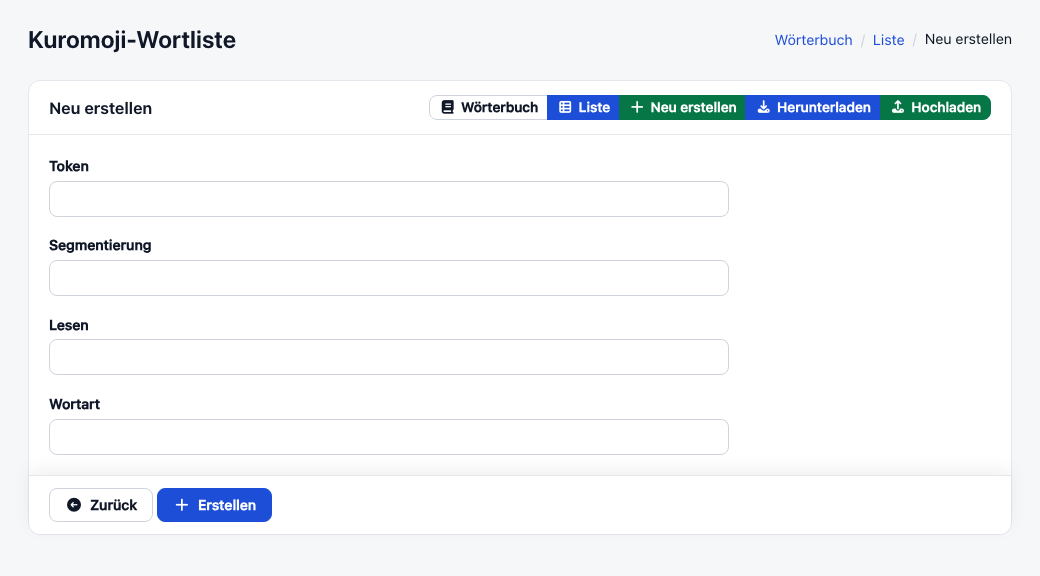 Kuromoji-Wortliste
Wörterbuch / Liste / Neu erstellen
Neu erstellen
Wörterbuch Liste Neu erstellen Herunterladen Hochladen
Token
Segmentierung
Lesen
Wortart
Zurück Erstellen